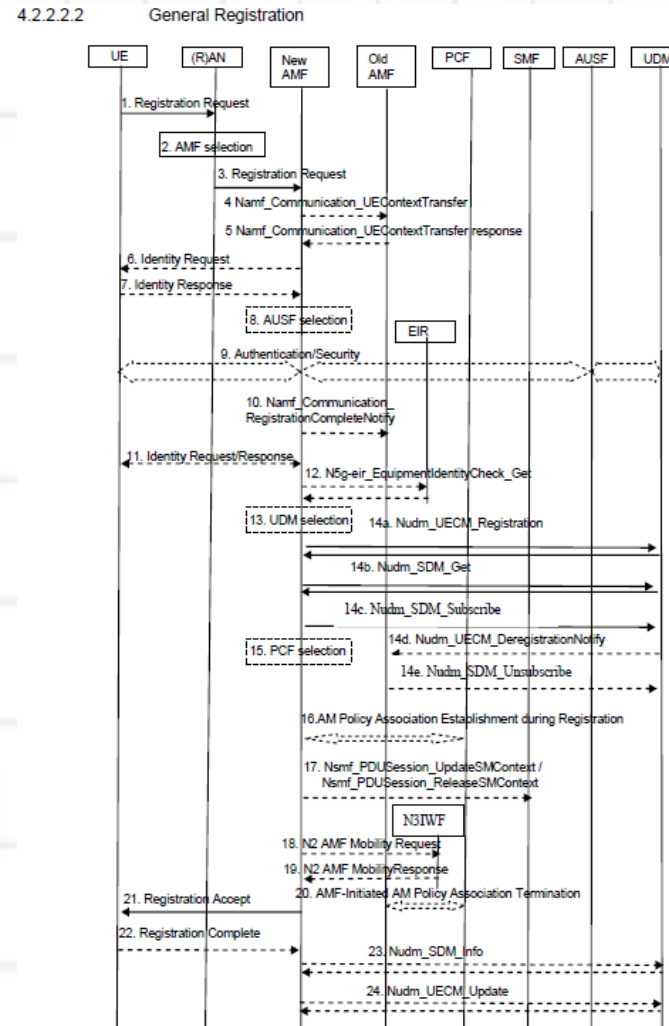 4.2.2.2.2 General Registration
UE (R)AN New Old PCF SMF AUSF UDM
AMF AMF
1. Registration Request
2. AMF selection
3. Registration Request
4 Namf_Communication_UEContextTransfer
5 Namf_Communication_UEContextTransfer response
6. Identity Request
7. Identity Response
8. AUSF selection
EIR
9. Authentication/Security
10. Namf_Communication_
RegistrationCompleteNotify
11. Identity Request/Response
12. N5g-eir_EquipmentIdentityCheck_Get
13. UDM selection 14a. Nudm_UECM_Registration
14b. Nudm_SDM_Get
14c. Nudm_SDM_Subscribe
14d. Nudm_UECM_DeregistrationNotify
15. PCF selection
14e. Nudm_SDM_Unsubscribe
16.AM Policy Association Establishment during Registration
17. Nsmf_PDUSession_UpdateSMContext /
Nsmf_PDUSession_ReleaseSMContext
N3IWF
18. N2 AMF Mobility Request
19. N2 AMF MobilityResponse
20. AMF-Initiated AM Policy Association Termination
21. Registration Accept
22. Registration Complete
23. Nudm_SDM_Info
24. Nudm_UECM_Update